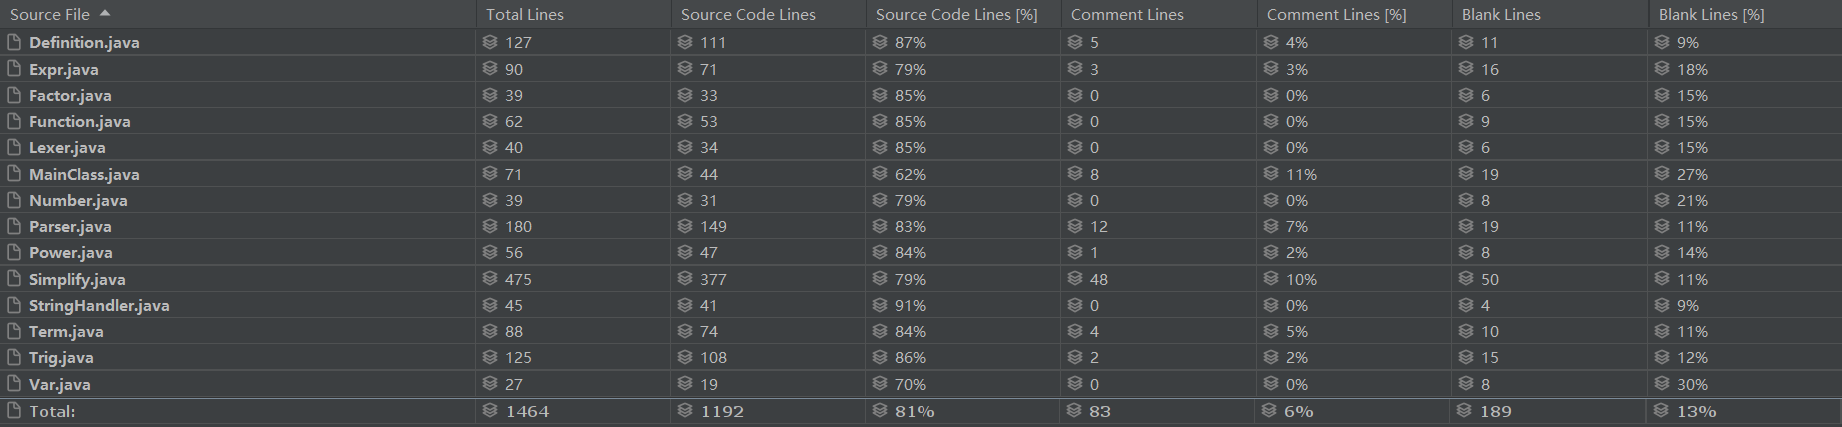 Source File Total Lines Source Code Lines Source Code Lines [%] Comment Lines Comment Lines [%] Blank Lines Blank Lines [%]
Definition.java 127 111 87% 5 4% 11 9%
Expr.java 90 71 79% 3 3% 16 18%
Factor.java 39 33 85% 0 0% 6 15%
Function.java 62 53 85% 0 0% 9 15%
Lexer.java 40 34 85% 0 0% 6 15%
MainClass.java 71 44 62% 8 11% 19 27%
Number.java 39 31 79% 0 0% 8 21%
Parser.java 180 149 83% 12 7% 19 11%
Power.java 56 47 84% 1 2% 8 14%
Simplify.java 475 377 79% 48 10% 50 11%
StringHandler.java 45 41 91% 0 0% 4 9%
Term.java 88 74 84% 4 5% 10 11%
Trig.java 125 108 86% 2 2% 15 12%
Var.java 27 19 70% 0 0% 8 30%
Total: 1464 1192 81% 83 6% 189 13%